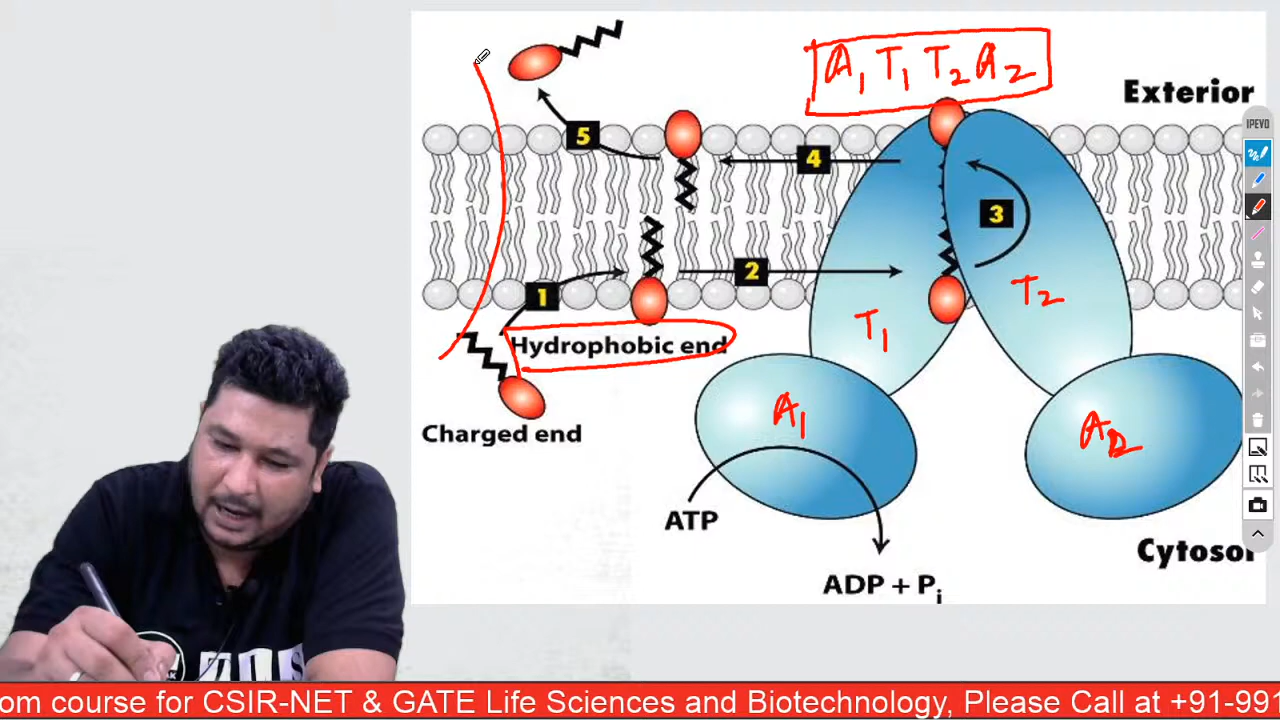 A1 T1 T2 A2
Exterior
IPEVO
5
4
3
2
1
T2
T1
Hydrophobic end
A1
A2
Charged end
ATP
Cytosol
ADP + Pi
om course for CSIR-NET & GATE Life Sciences and Biotechnology, Please Call at +91-991